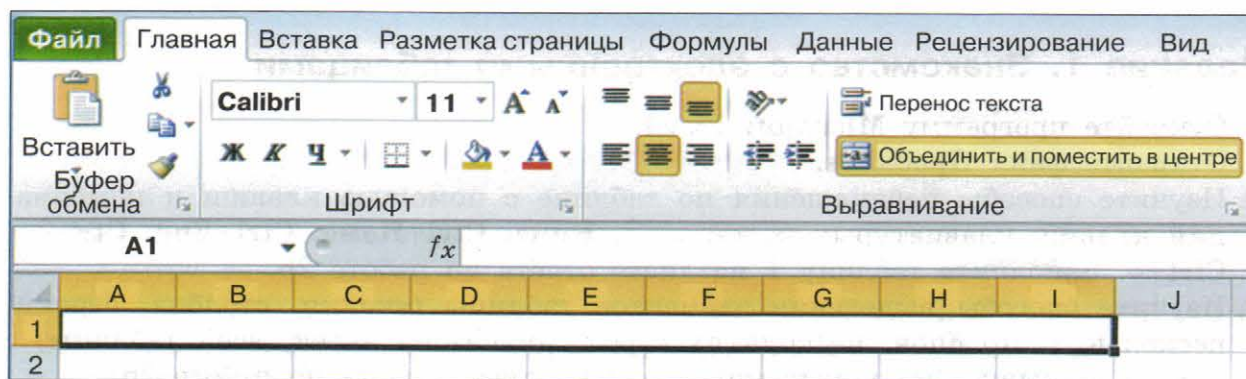 Файл Главная Вставка Разметка страницы Формулы Данные Рецензирование Вид
Calibri 11 А А Перенос текста
Вставить Ж К Ч Объединить и поместить в центре
Буфер обмена Шрифт Выравнивание
A1 fx
A B C D E F G H I J
1
2